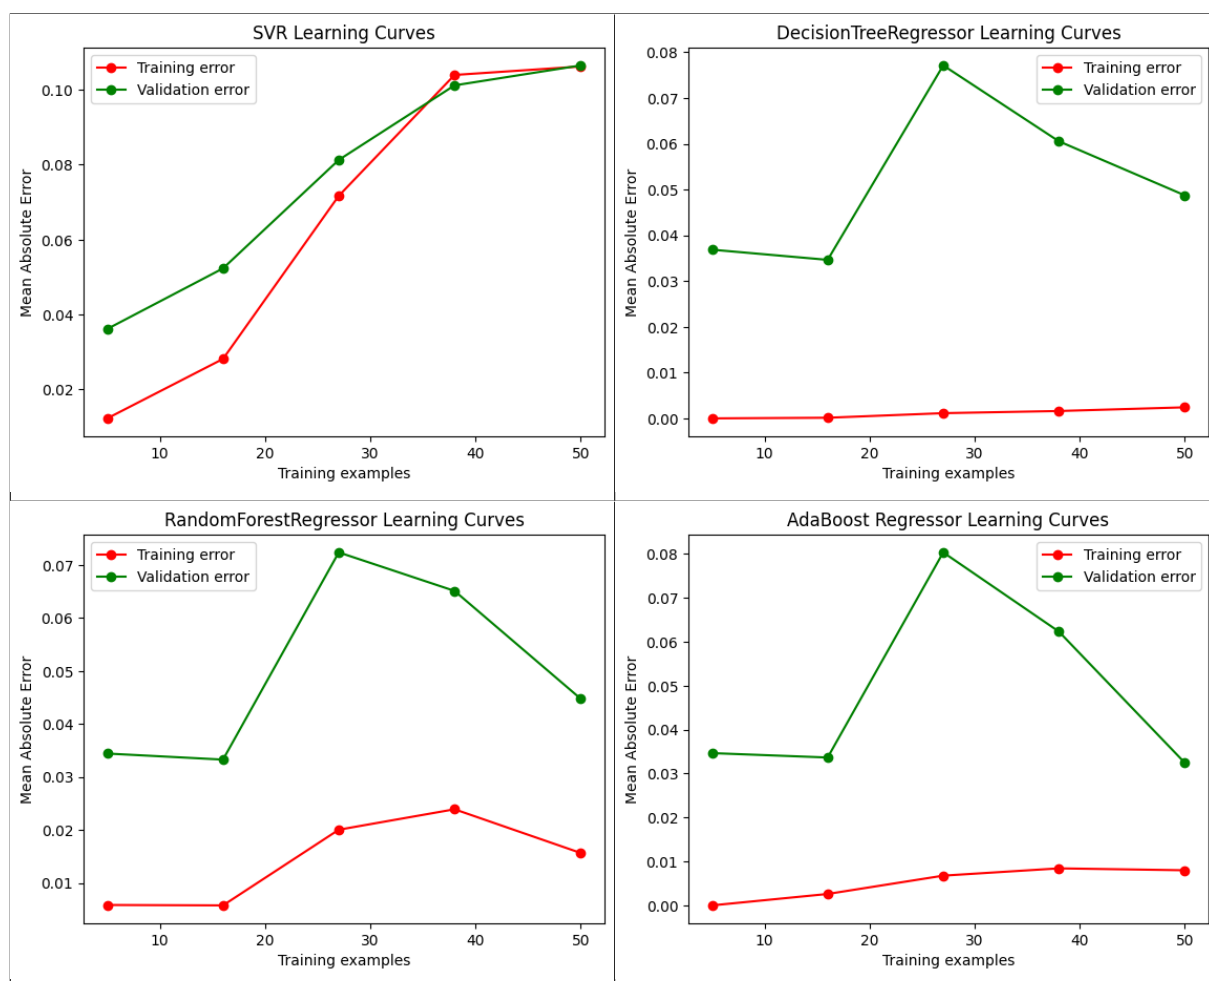 SVR Learning Curves
Training error
Validation error
0.10
0.08
0.06
0.04
0.02
Mean Absolute Error
10 20 30 40 50
Training examples
DecisionTreeRegressor Learning Curves
Training error
Validation error
0.08
0.07
0.06
0.05
0.04
0.03
0.02
0.01
0.00
Mean Absolute Error
10 20 30 40 50
Training examples
RandomForestRegressor Learning Curves
Training error
Validation error
0.07
0.06
0.05
0.04
0.03
0.02
0.01
Mean Absolute Error
10 20 30 40 50
Training examples
AdaBoost Regressor Learning Curves
Training error
Validation error
0.08
0.06
0.05
0.04
0.03
0.02
0.01
0.00
Mean Absolute Error
10 20 30 40 50
Training examples